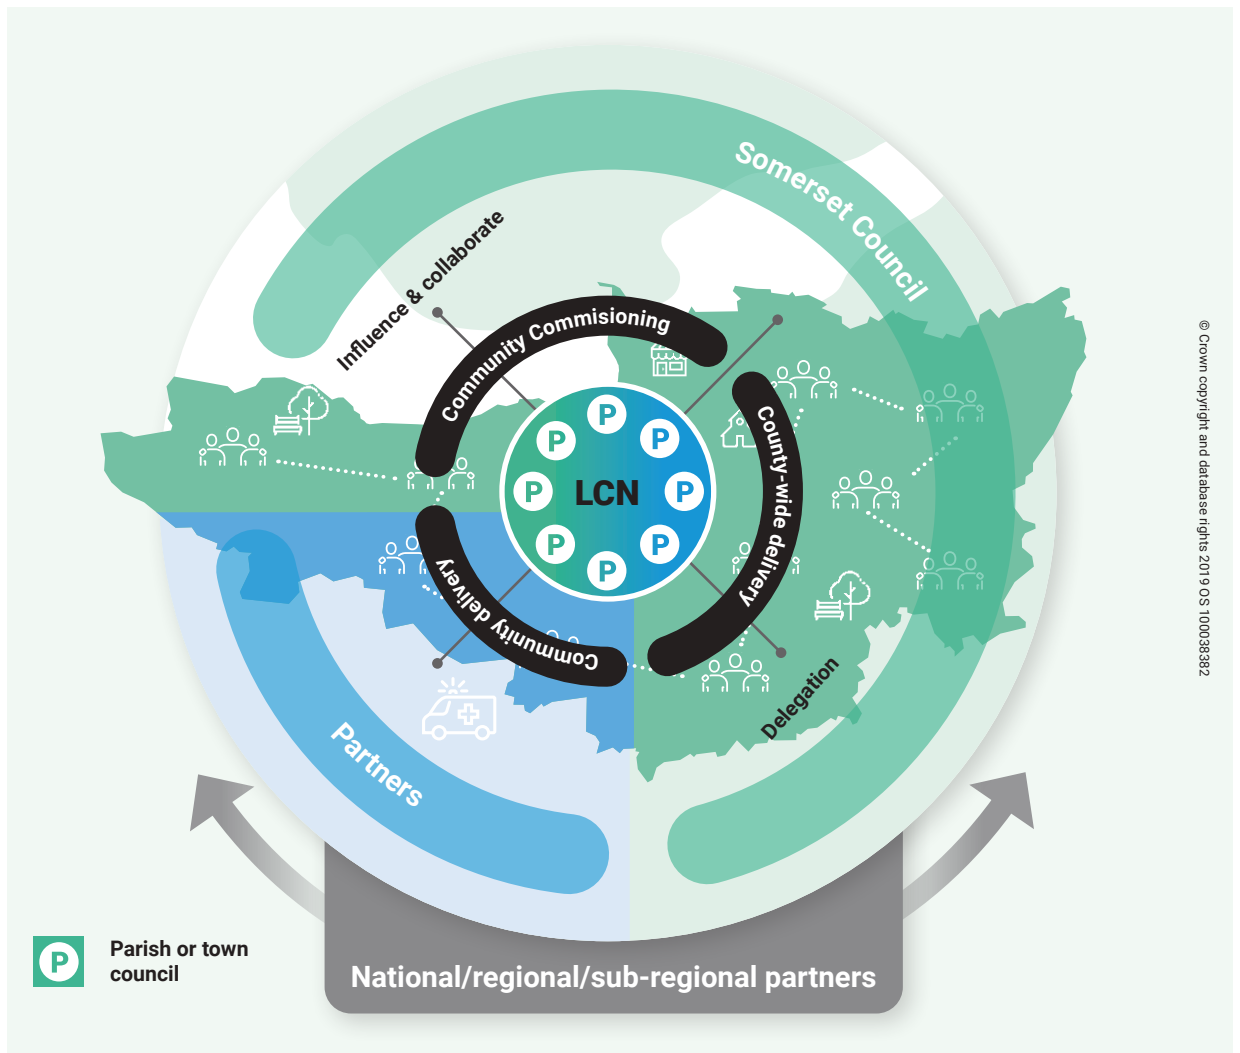 Somerset Council
Influence & collaborate
Community Commisioning
County-wide delivery
P
P
P
P
LCN
P
P
P
P
Community delivery
Delegation
Partners
National/regional/sub-regional partners
P
Parish or town
council
© Crown copyright and database rights 2019 OS 100038382